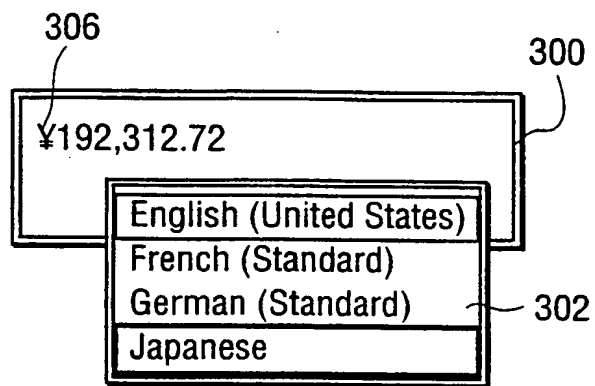 306
300
¥192,312.72
English (United States)
French (Standard)
German (Standard)
302
Japanese